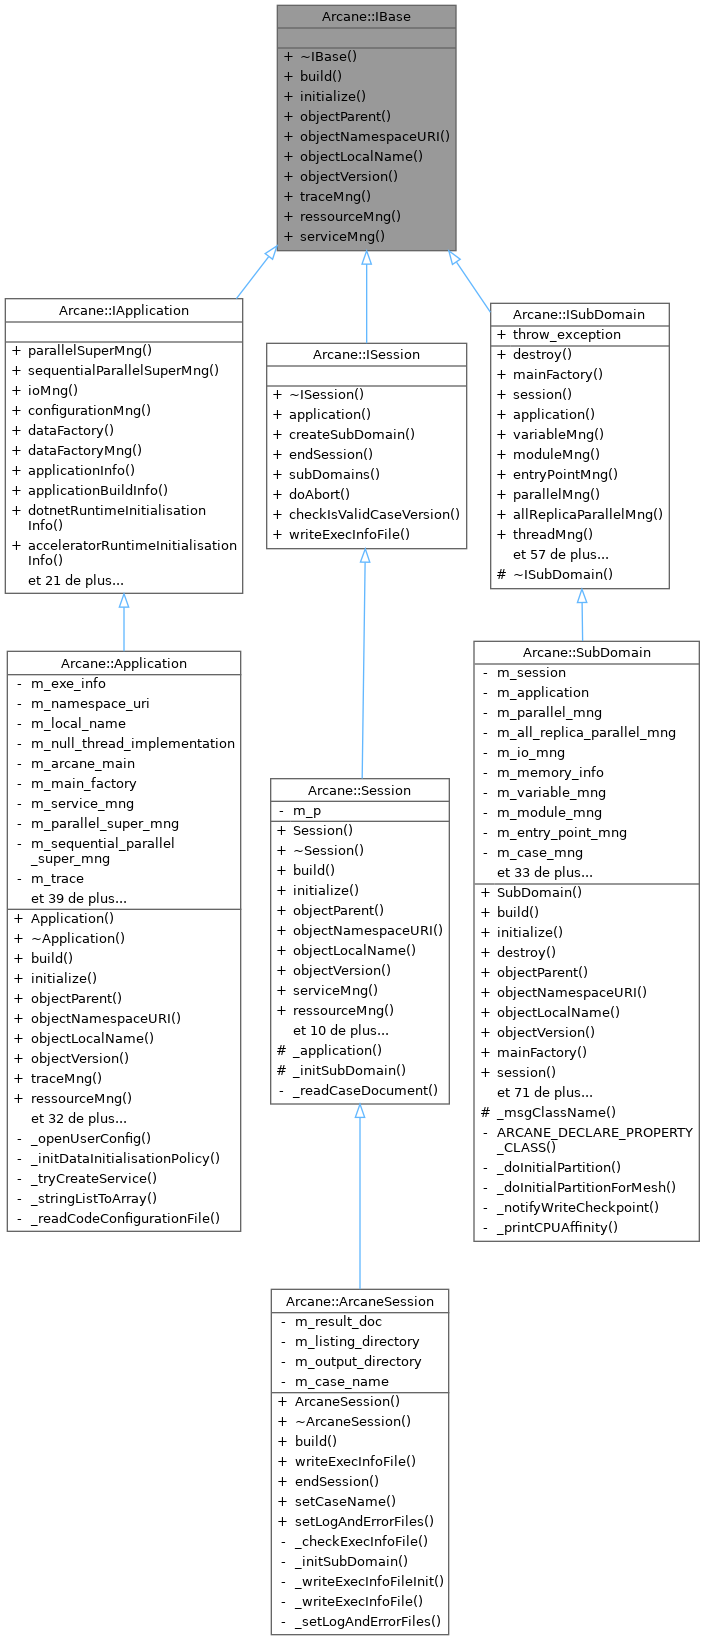 Arcane::IBase
+ ~IBase()
+ build()
+ initialize()
+ objectParent()
+ objectNamespaceURI()
+ objectLocalName()
+ objectVersion()
+ traceMng()
+ ressourceMng()
+ serviceMng()
Arcane::IApplication
+ parallelSuperMng()
+ sequentialParallelSuperMng()
+ ioMng()
+ configurationMng()
+ dataFactory()
+ dataFactoryMng()
+ applicationInfo()
+ applicationBuildInfo()
+ dotnetRuntimeInitialisation
Info()
+ acceleratorRuntimeInitialisation
Info()
et 21 de plus...
Arcane::ISession
+ ~ISession()
+ application()
+ createSubDomain()
+ endSession()
+ subDomains()
+ doAbort()
+ checkIsValidCaseVersion()
+ writeExecInfoFile()
Arcane::ISubDomain
+ throw_exception
+ destroy()
+ mainFactory()
+ session()
+ application()
+ variableMng()
+ moduleMng()
+ entryPointMng()
+ parallelMng()
+ allReplicaParallelMng()
+ threadMng()
et 57 de plus...
# ~ISubDomain()
Arcane::Application
- m_exe_info
- m_namespace_uri
- m_local_name
- m_null_thread_implementation
- m_arcane_main
- m_main_factory
- m_service_mng
- m_parallel_super_mng
- m_sequential_parallel
_super_mng
- m_trace
et 39 de plus...
+ Application()
+ ~Application()
+ build()
+ initialize()
+ objectParent()
+ objectNamespaceURI()
+ objectLocalName()
+ objectVersion()
+ traceMng()
+ ressourceMng()
et 32 de plus...
- _openUserConfig()
- _initDataInitialisationPolicy()
- _tryCreateService()
- _stringListToArray()
- _readCodeConfigurationFile()
Arcane::Session
- m_p
+ Session()
+ ~Session()
+ build()
+ initialize()
+ objectParent()
+ objectNamespaceURI()
+ objectLocalName()
+ objectVersion()
+ serviceMng()
+ ressourceMng()
et 10 de plus...
# _application()
# _initSubDomain()
- _readCaseDocument()
Arcane::SubDomain
- m_session
- m_application
- m_parallel_mng
- m_all_replica_parallel_mng
- m_io_mng
- m_memory_info
- m_variable_mng
- m_module_mng
- m_entry_point_mng
- m_case_mng
et 33 de plus...
+ SubDomain()
+ build()
+ initialize()
+ destroy()
+ objectParent()
+ objectNamespaceURI()
+ objectLocalName()
+ objectVersion()
+ mainFactory()
+ session()
et 71 de plus...
# _msgClassName()
- ARCANE_DECLARE_PROPERTY
_CLASS()
- _doInitialPartition()
- _doInitialPartitionForMesh()
- _notifyWriteCheckpoint()
- _printCPUAffinity()
Arcane::ArcaneSession
- m_result_doc
- m_listing_directory
- m_output_directory
- m_case_name
+ ArcaneSession()
+ ~ArcaneSession()
+ build()
+ writeExecInfoFile()
+ endSession()
+ setCaseName()
+ setLogAndErrorFiles()
- _checkExecInfoFile()
- _initSubDomain()
- _writeExecInfoFileInit()
- _writeExecInfoFile()
- _setLogAndErrorFiles()